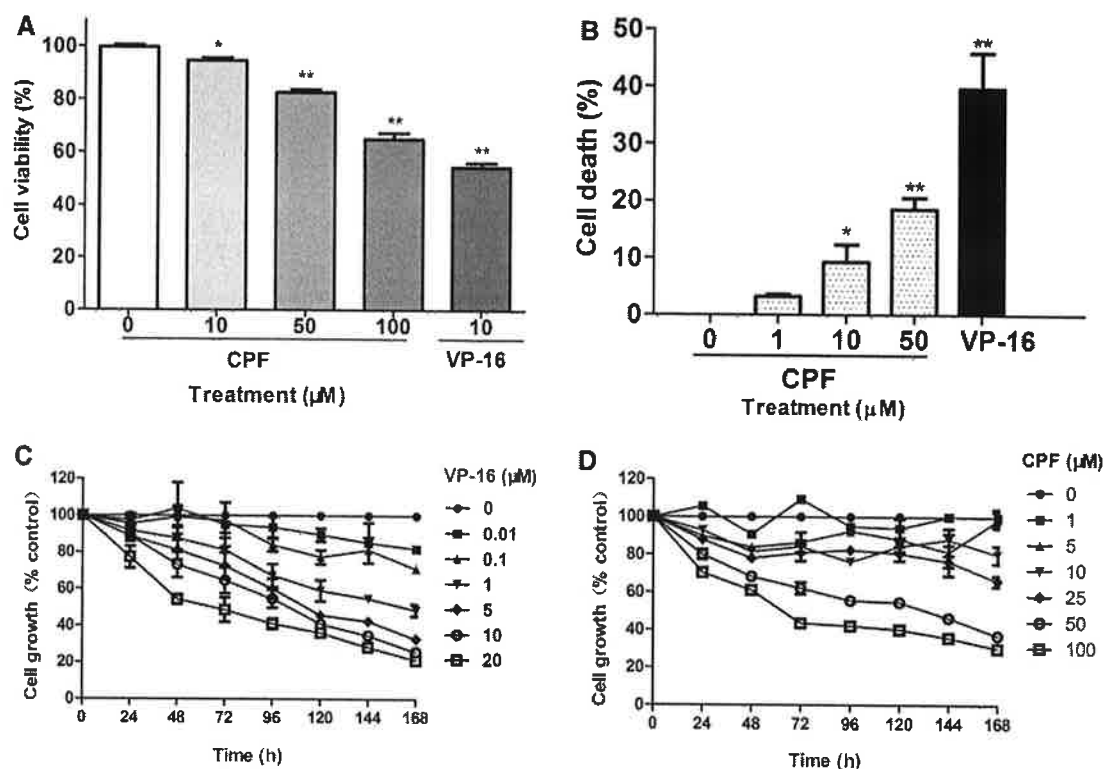 A
Cell viability (%)
100
80
60
40
20
0
*
**
**
**
0 10 50 100 10
CPF VP-16
Treatment (µM)
B
Cell death (%)
50
40
30
20
10
0
*
**
**
0 1 10 50 VP-16
CPF
Treatment (µM)
C
Cell growth (% control)
120
100
80
60
40
20
0
0 24 48 72 96 120 144 168
Time (h)
VP-16 (µM)
0
0.01
0.1
1
5
10
20
D
Cell growth (% control)
120
100
80
60
40
20
0
0 24 48 72 96 120 144 168
Time (h)
CPF (µM)
0
1
5
10
25
50
100